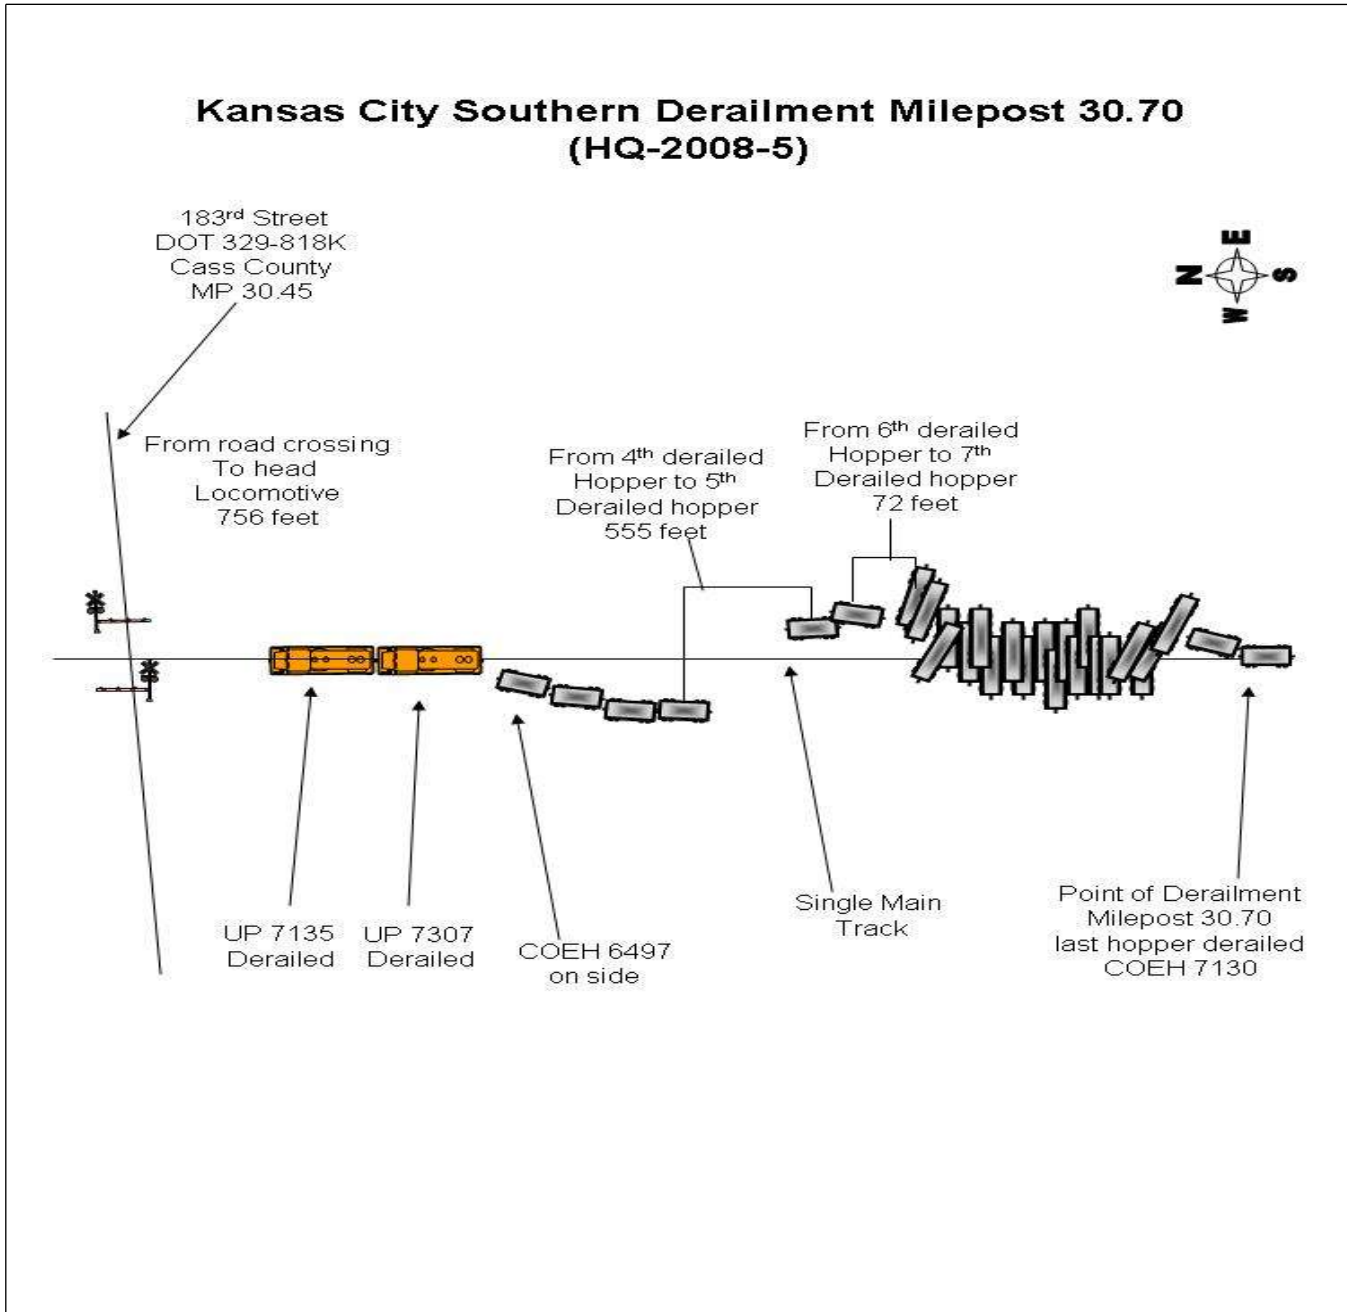 Kansas City Southern Derailment Milepost 30.70
(HQ-2008-5)
183rd Street
DOT 329-818K
Cass County
MP 30.45
E
N
S
W
From road crossing
To head
Locomotive
756 feet
From 4th derailed
Hopper to 5th
Derailed hopper
555 feet
From 6th derailed
Hopper to 7th
Derailed hopper
72 feet
UP 7135
Derailed
UP 7307
Derailed
COEH 6497
on side
Single Main
Track
Point of Derailment
Milepost 30.70
last hopper derailed
COEH 7130